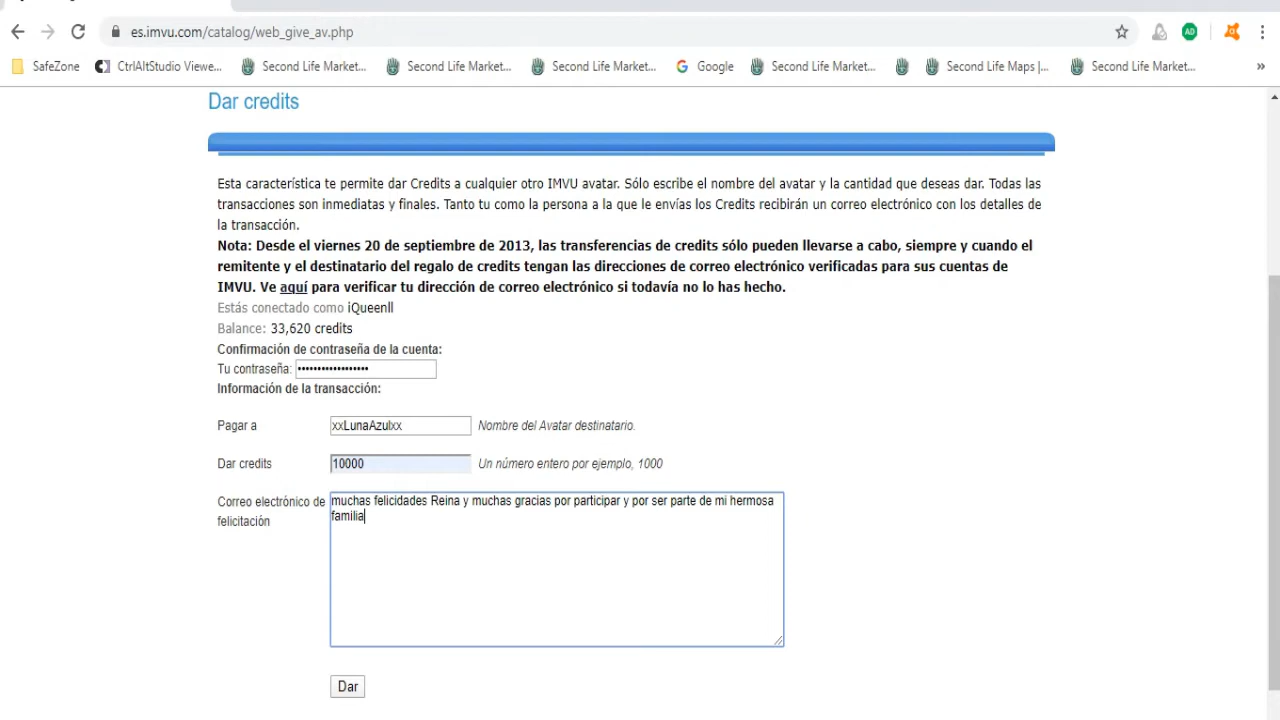 es.imvu.com/catalog/web_give_av.php
SafeZone CtrlAltStudio Viewe... Second Life Market... Second Life Market... Second Life Market... Google Second Life Market... Second Life Maps |... Second Life Market... »
Dar credits
Esta característica te permite dar Credits a cualquier otro IMVU avatar. Sólo escribe el nombre del avatar y la cantidad que deseas dar. Todas las
transacciones son inmediatas y finales. Tanto tu como la persona a la que le envías los Credits recibirán un correo electrónico con los detalles de
la transacción.
Nota: Desde el viernes 20 de septiembre de 2013, las transferencias de credits sólo pueden llevarse a cabo, siempre y cuando el
remitente y el destinatario del regalo de credits tengan las direcciones de correo electrónico verificadas para sus cuentas de
IMVU. Ve aquí para verificar tu dirección de correo electrónico si todavía no lo has hecho.
Estás conectado como iQueenll
Balance: 33,620 credits
Confirmación de contraseña de la cuenta:
Tu contraseña: ••••••••••••••••••
Información de la transacción:
Pagar a xxLunaAzulxx Nombre del Avatar destinatario.
Dar credits 10000 Un número entero por ejemplo, 1000
Correo electrónico de muchas felicidades Reina y muchas gracias por participar y por ser parte de mi hermosa
felicitación familia
Dar